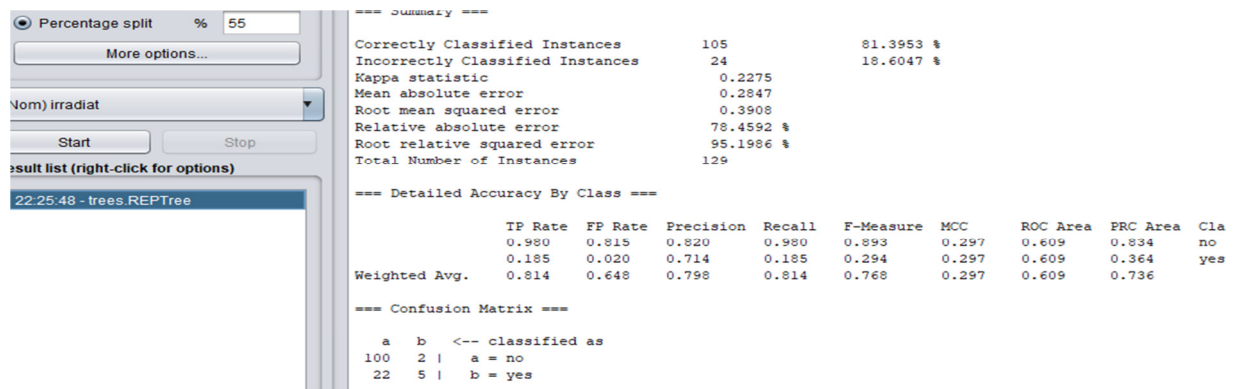 Percentage split % 55
More options...
Nom) irradiat
Start Stop
esult list (right-click for options)
22:25:48 - trees.REPTree
=== Summary ===
Correctly Classified Instances 105 81.3953 %
Incorrectly Classified Instances 24 18.6047 %
Kappa statistic 0.2275
Mean absolute error 0.2847
Root mean squared error 0.3908
Relative absolute error 78.4592 %
Root relative squared error 95.1986 %
Total Number of Instances 129
=== Detailed Accuracy By Class ===
TP Rate FP Rate Precision Recall F-Measure MCC ROC Area PRC Area Cla
0.980 0.815 0.820 0.980 0.893 0.297 0.609 0.834 no
0.185 0.020 0.714 0.185 0.294 0.297 0.609 0.364 yes
Weighted Avg. 0.814 0.648 0.798 0.814 0.768 0.297 0.609 0.736
=== Confusion Matrix ===
a b <-- classified as
100 2 | a = no
22 5 | b = yes